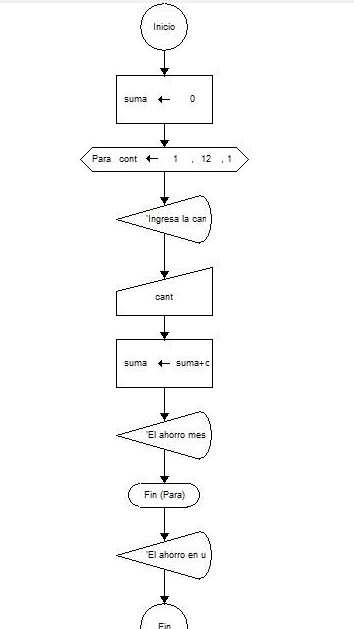 Inicio
suma ← 0
Para cont ← 1 , 12 , 1
'Ingresa la can
cant
suma ← suma+c
'El ahorro mes
Fin (Para)
'El ahorro en u
Fin